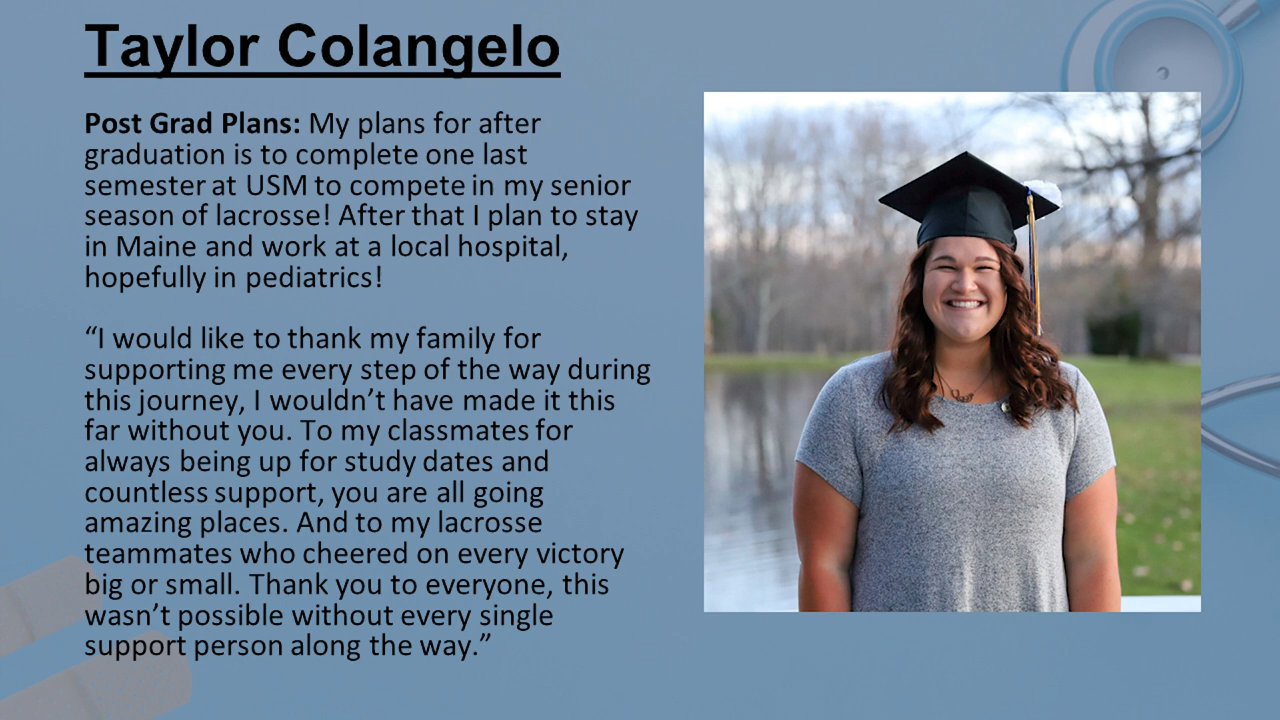 Taylor Colangelo
Post Grad Plans: My plans for after
graduation is to complete one last
semester at USM to compete in my senior
season of lacrosse! After that I plan to stay
in Maine and work at a local hospital,
hopefully in pediatrics!
“I would like to thank my family for
supporting me every step of the way during
this journey, I wouldn’t have made it this
far without you. To my classmates for
always being up for study dates and
countless support, you are all going
amazing places. And to my lacrosse
teammates who cheered on every victory
big or small. Thank you to everyone, this
wasn’t possible without every single
support person along the way.”